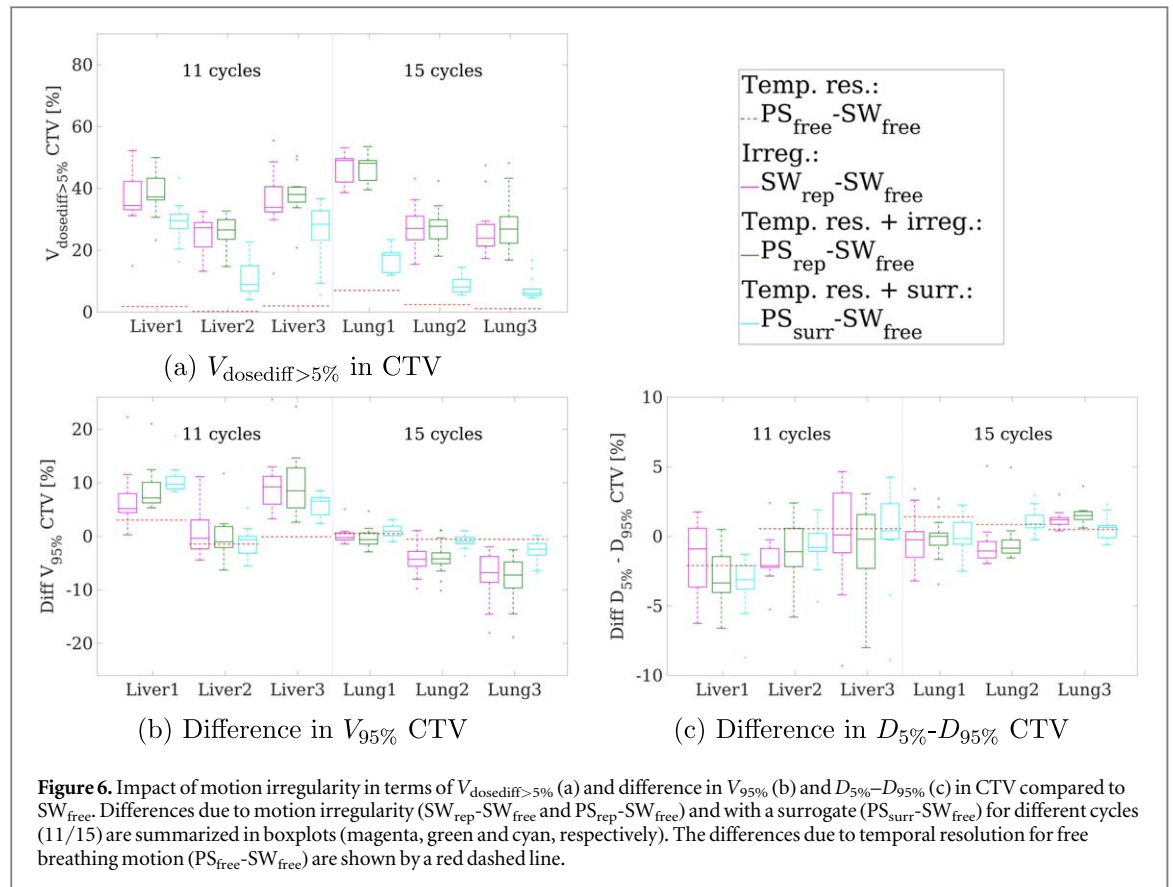 80
60
40
20
0
V_dosediff>5% CTV [%]
11 cycles
15 cycles
Liver1 Liver2 Liver3 Lung1 Lung2 Lung3
(a) V_dosediff>5% in CTV
Temp. res.:
PS_free-SW_free
Irreg.:
SW_rep-SW_free
Temp. res. + irreg.:
PS_rep-SW_free
Temp. res. + surr.:
PS_surr-SW_free
20
10
0
-10
-20
Diff V_95% CTV [%]
11 cycles
15 cycles
Liver1 Liver2 Liver3 Lung1 Lung2 Lung3
(b) Difference in V_95% CTV
10
5
0
-5
-10
Diff D_5% - D_95% CTV [%]
11 cycles
15 cycles
Liver1 Liver2 Liver3 Lung1 Lung2 Lung3
(c) Difference in D_5%-D_95% CTV
Figure 6. Impact of motion irregularity in terms of V_dosediff>5% (a) and difference in V_95% (b) and D_5%–D_95% (c) in CTV compared to
SW_free. Differences due to motion irregularity (SW_rep-SW_free and PS_rep-SW_free) and with a surrogate (PS_surr-SW_free) for different cycles
(11/15) are summarized in boxplots (magenta, green and cyan, respectively). The differences due to temporal resolution for free
breathing motion (PS_free-SW_free) are shown by a red dashed line.